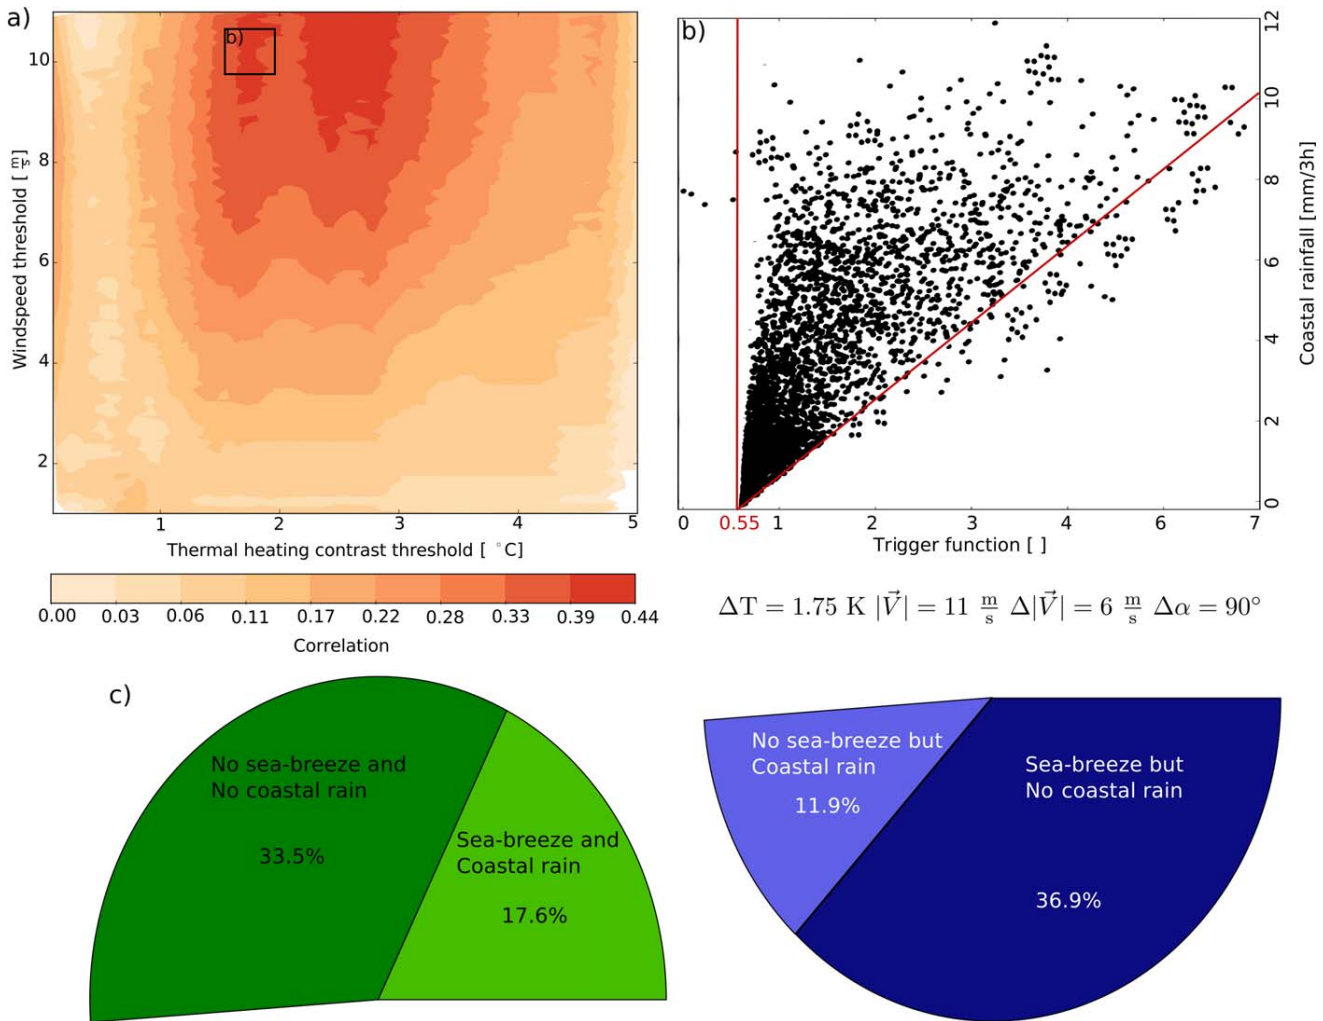 a)
b)
10
8
6
4
2
Windspeed threshold [ m/s ]
1
2
3
4
5
Thermal heating contrast threshold [ °C]
0.00 0.03 0.06 0.11 0.17 0.22 0.28 0.33 0.39 0.44
Correlation
b)
12
10
8
6
4
2
0
Coastal rainfall [mm/3h]
0 0.55 1 2 3 4 5 6 7
Trigger function [ ]
ΔT = 1.75 K |V⃗| = 11 m/s Δ|V⃗| = 6 m/s Δα = 90°
c)
No sea-breeze and
No coastal rain
33.5%
Sea-breeze and
Coastal rain
17.6%
No sea-breeze but
Coastal rain
11.9%
Sea-breeze but
No coastal rain
36.9%